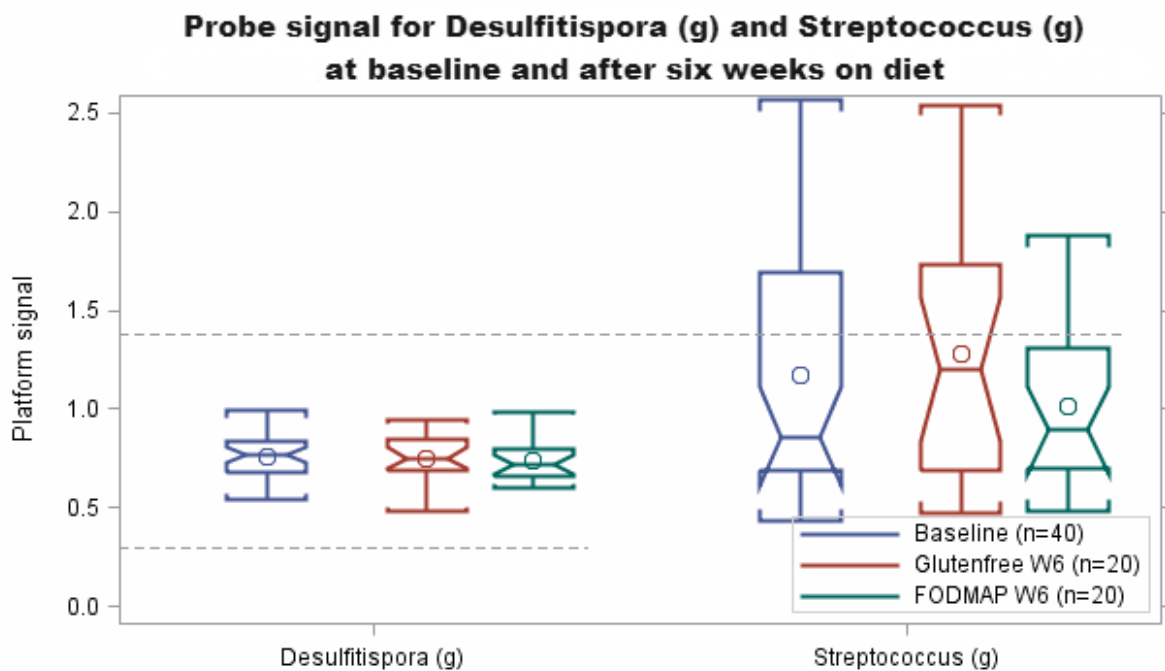 Probe signal for Desulfitispora (g) and Streptococcus (g)
at baseline and after six weeks on diet
Platform signal
2.5
2.0
1.5
1.0
0.5
0.0
Baseline (n=40)
Glutenfree W6 (n=20)
FODMAP W6 (n=20)
Desulfitispora (g)
Streptococcus (g)